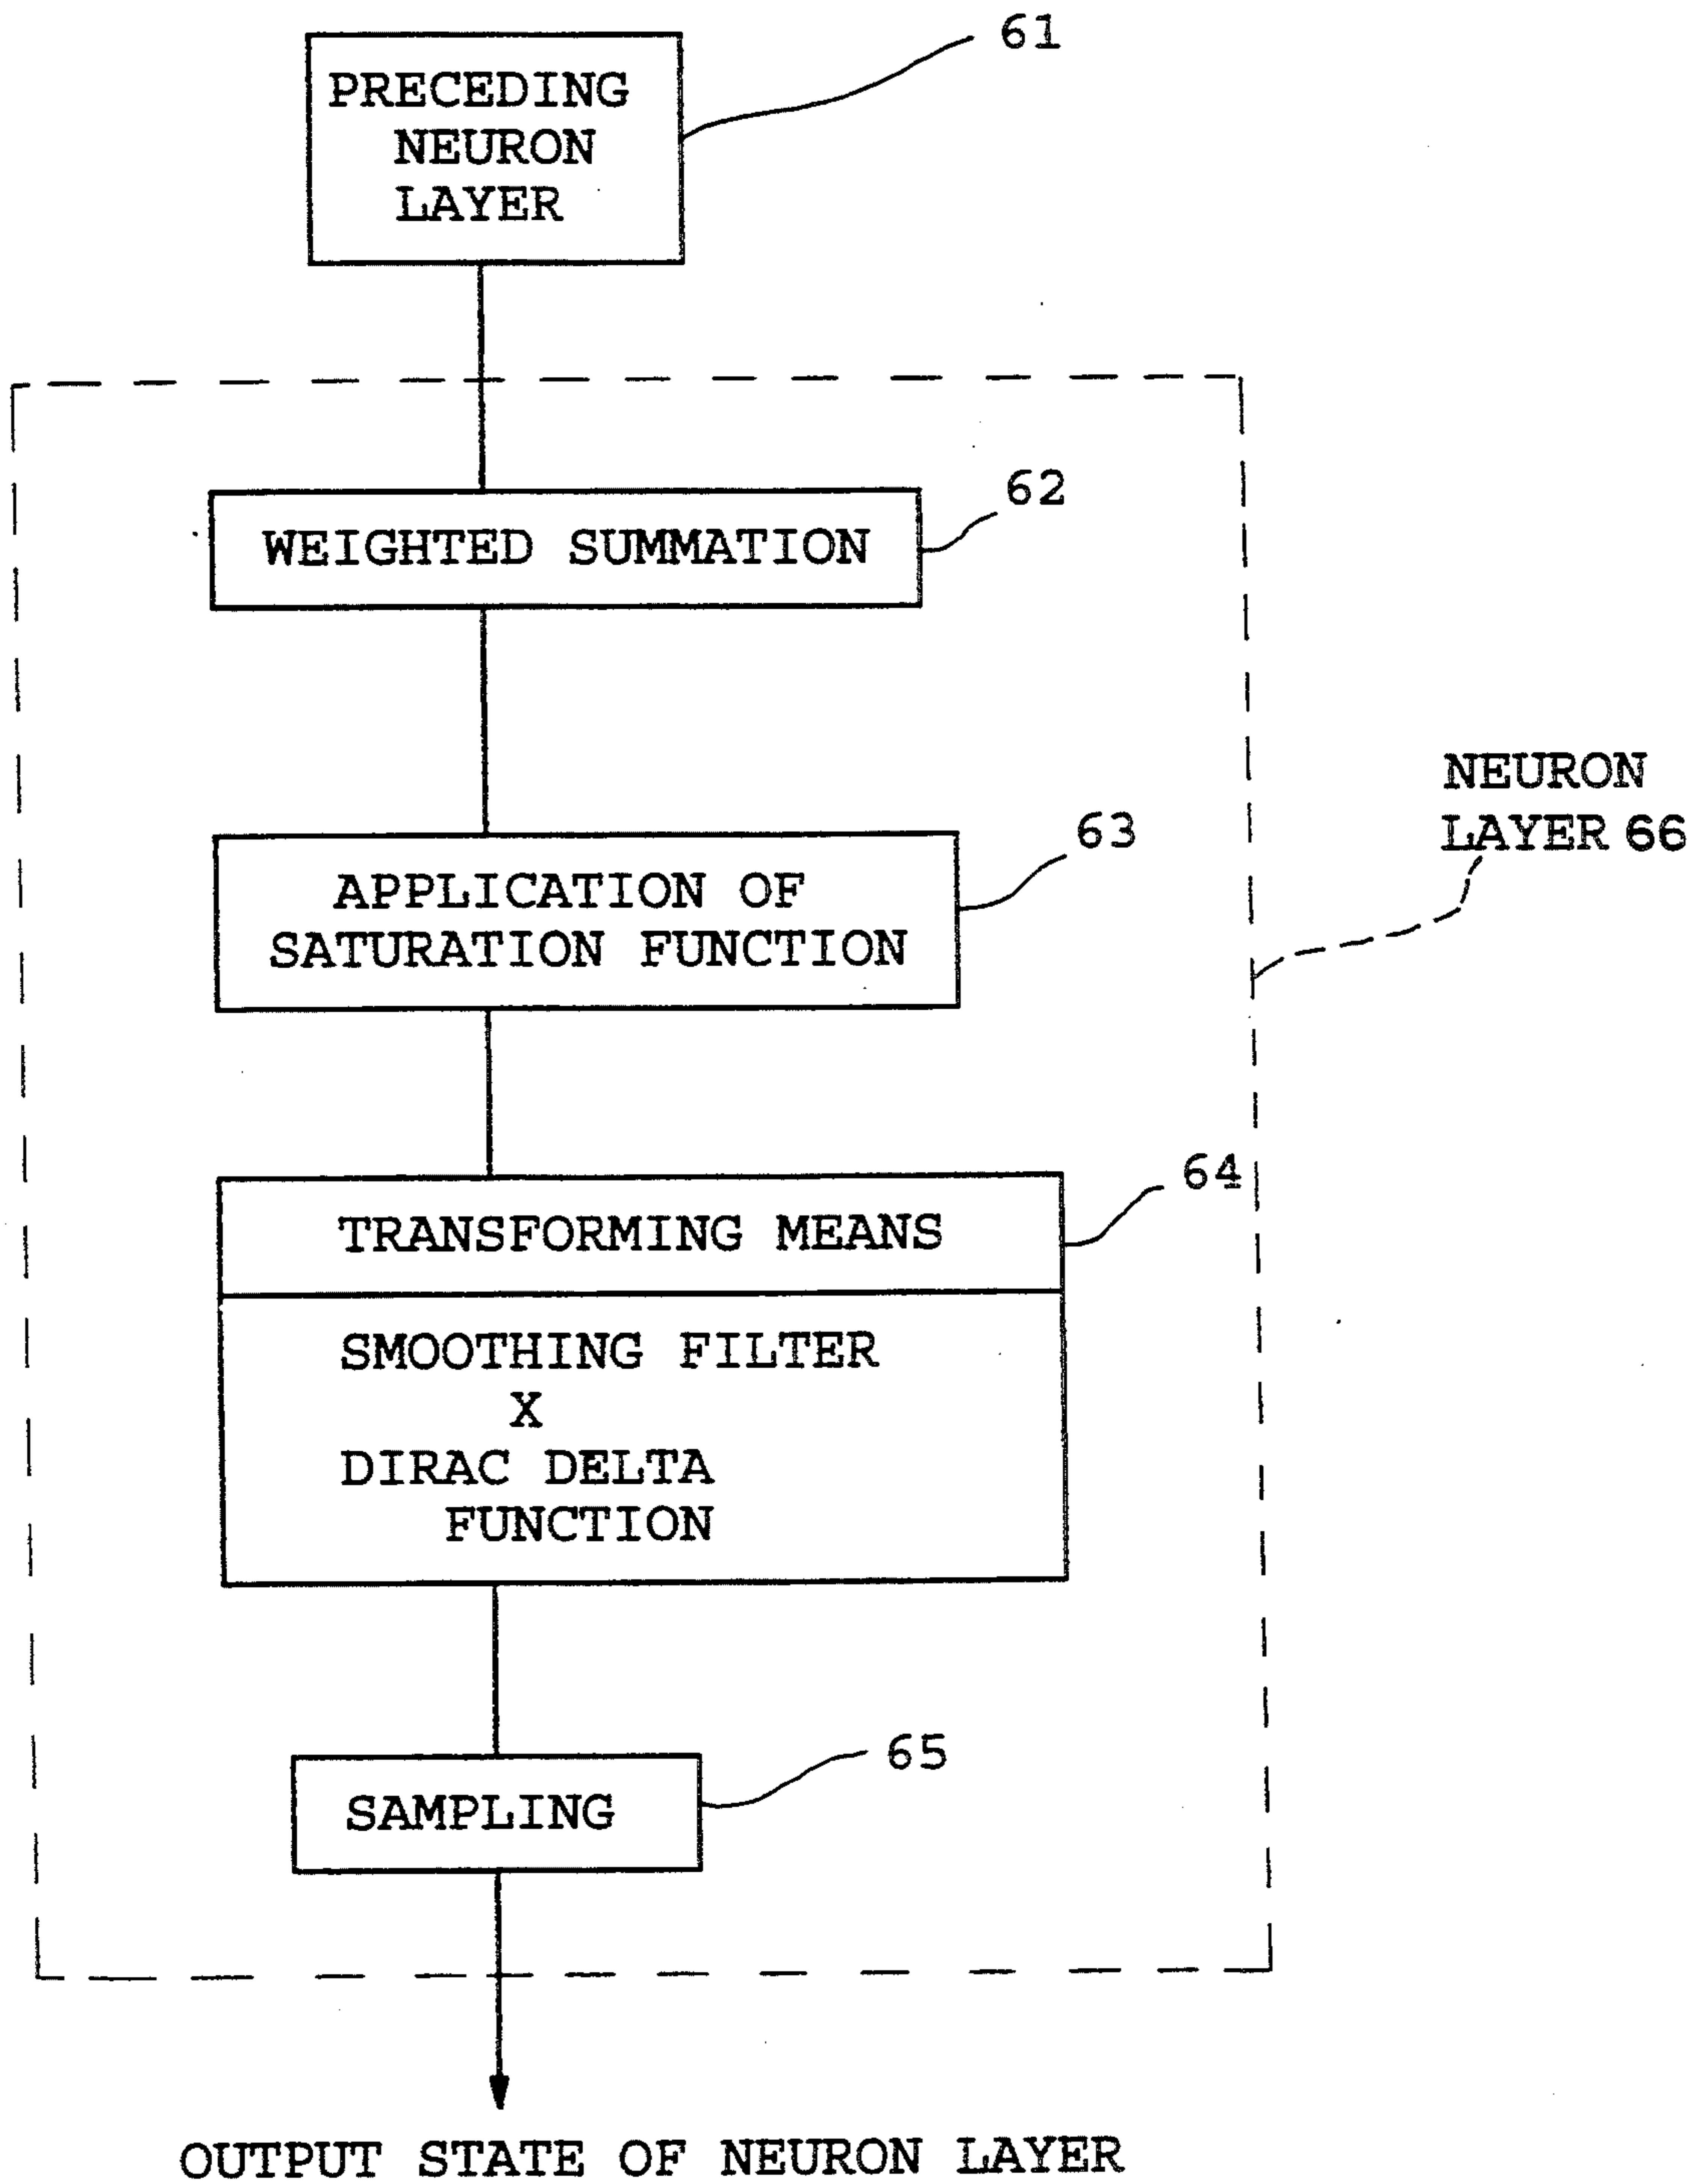 61
PRECEDING
NEURON
LAYER
62
WEIGHTED SUMMATION
NEURON
LAYER 66
63
APPLICATION OF
SATURATION FUNCTION
64
TRANSFORMING MEANS
SMOOTHING FILTER
X
DIRAC DELTA
FUNCTION
65
SAMPLING
OUTPUT STATE OF NEURON LAYER